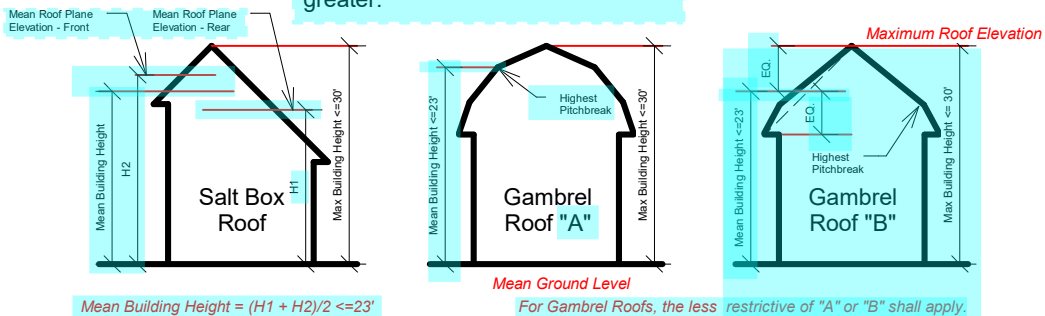 greater.
Mean Roof Plane
Elevation - Front
Mean Roof Plane
Elevation - Rear
Mean Building Height
H2
H1
Max Building Height <=30'
Salt Box
Roof
Mean Building Height = (H1 + H2)/2 <=23'
Mean Building Height <=23'
Highest
Pitchbreak
Max Building Height <=30'
Gambrel
Roof "A"
Mean Ground Level
Maximum Roof Elevation
EQ.
EQ.
Mean Building Height <=23'
Highest
Pitchbreak
Max Building Height <= 30'
Gambrel
Roof "B"
For Gambrel Roofs, the less restrictive of "A" or "B" shall apply.